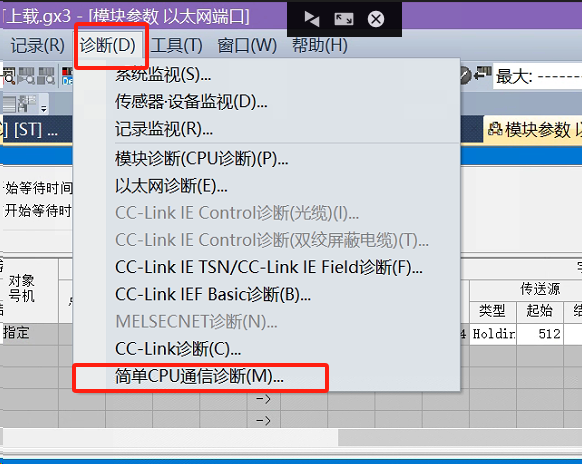 [上载.gx3 - [模块参数 以太网端口]
记录(R) 诊断(D) 工具(T) 窗口(W) 帮助(H)
系统监视(S)...
最大: ------
传感器·设备监视(D)...
[ST] ...
记录监视(R)...
模块参数 以
模块诊断(CPU诊断)(P)...
始等待时间
以太网诊断(E)...
开始等待时
CC-Link IE Control诊断(光缆)(I)...
CC-Link IE Control诊断(双绞屏蔽电缆)(T)...
CC-Link IE TSN/CC-Link IE Field诊断(F)...
对象
号机
传送源
CC-Link IEF Basic诊断(B)...
类型 起始
MELSECNET诊断(N)...
指定
4 Holdin 512
CC-Link诊断(C)...
简单CPU通信诊断(M)...
->
->